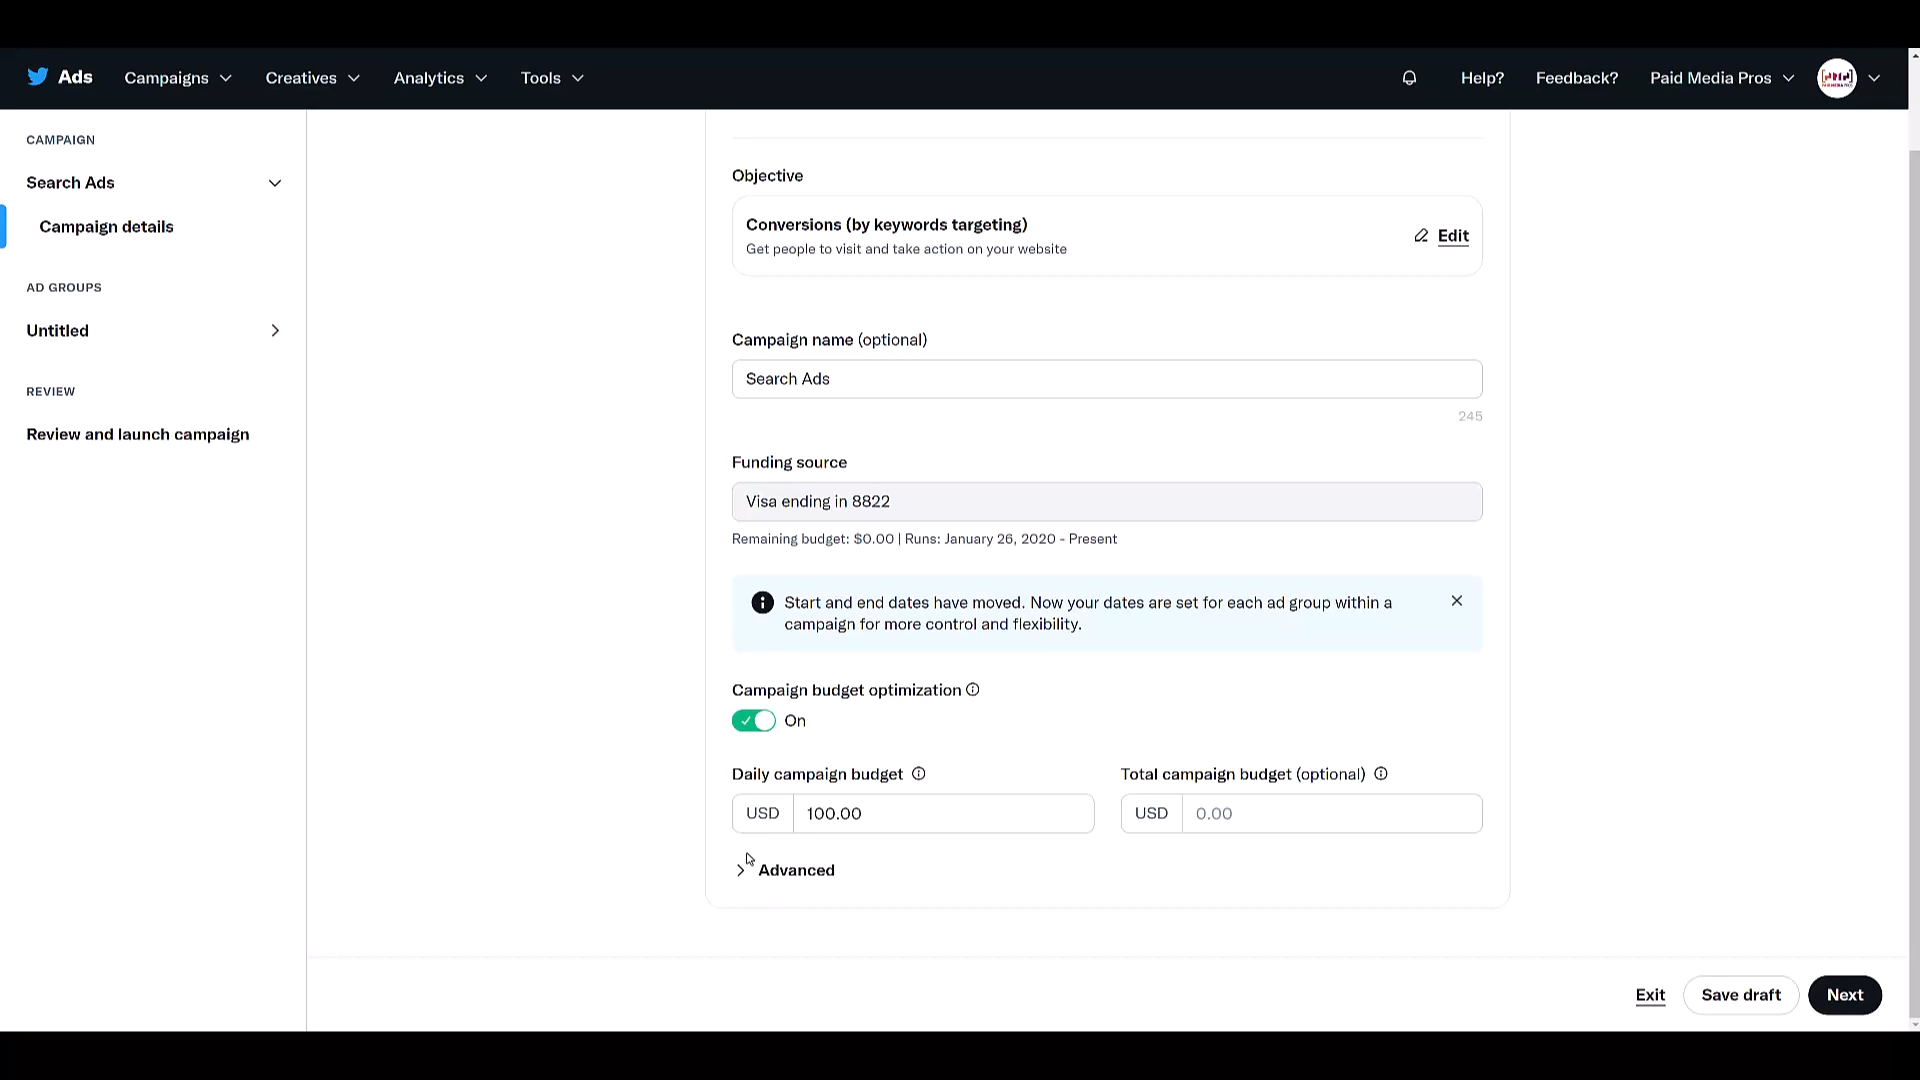 Ads
Campaigns
Creatives
Analytics
Tools
Help?
Feedback?
Paid Media Pros
CAMPAIGN
Search Ads
Campaign details
AD GROUPS
Untitled
REVIEW
Review and launch campaign
Objective
Conversions (by keywords targeting)
Get people to visit and take action on your website
Edit
Campaign name (optional)
Search Ads
245
Funding source
Visa ending in 8822
Remaining budget: $0.00 | Runs: January 26, 2020 - Present
Start and end dates have moved. Now your dates are set for each ad group within a
campaign for more control and flexibility.
Campaign budget optimization
On
Daily campaign budget
USD 100.00
Total campaign budget (optional)
USD 0.00
Advanced
Exit
Save draft
Next